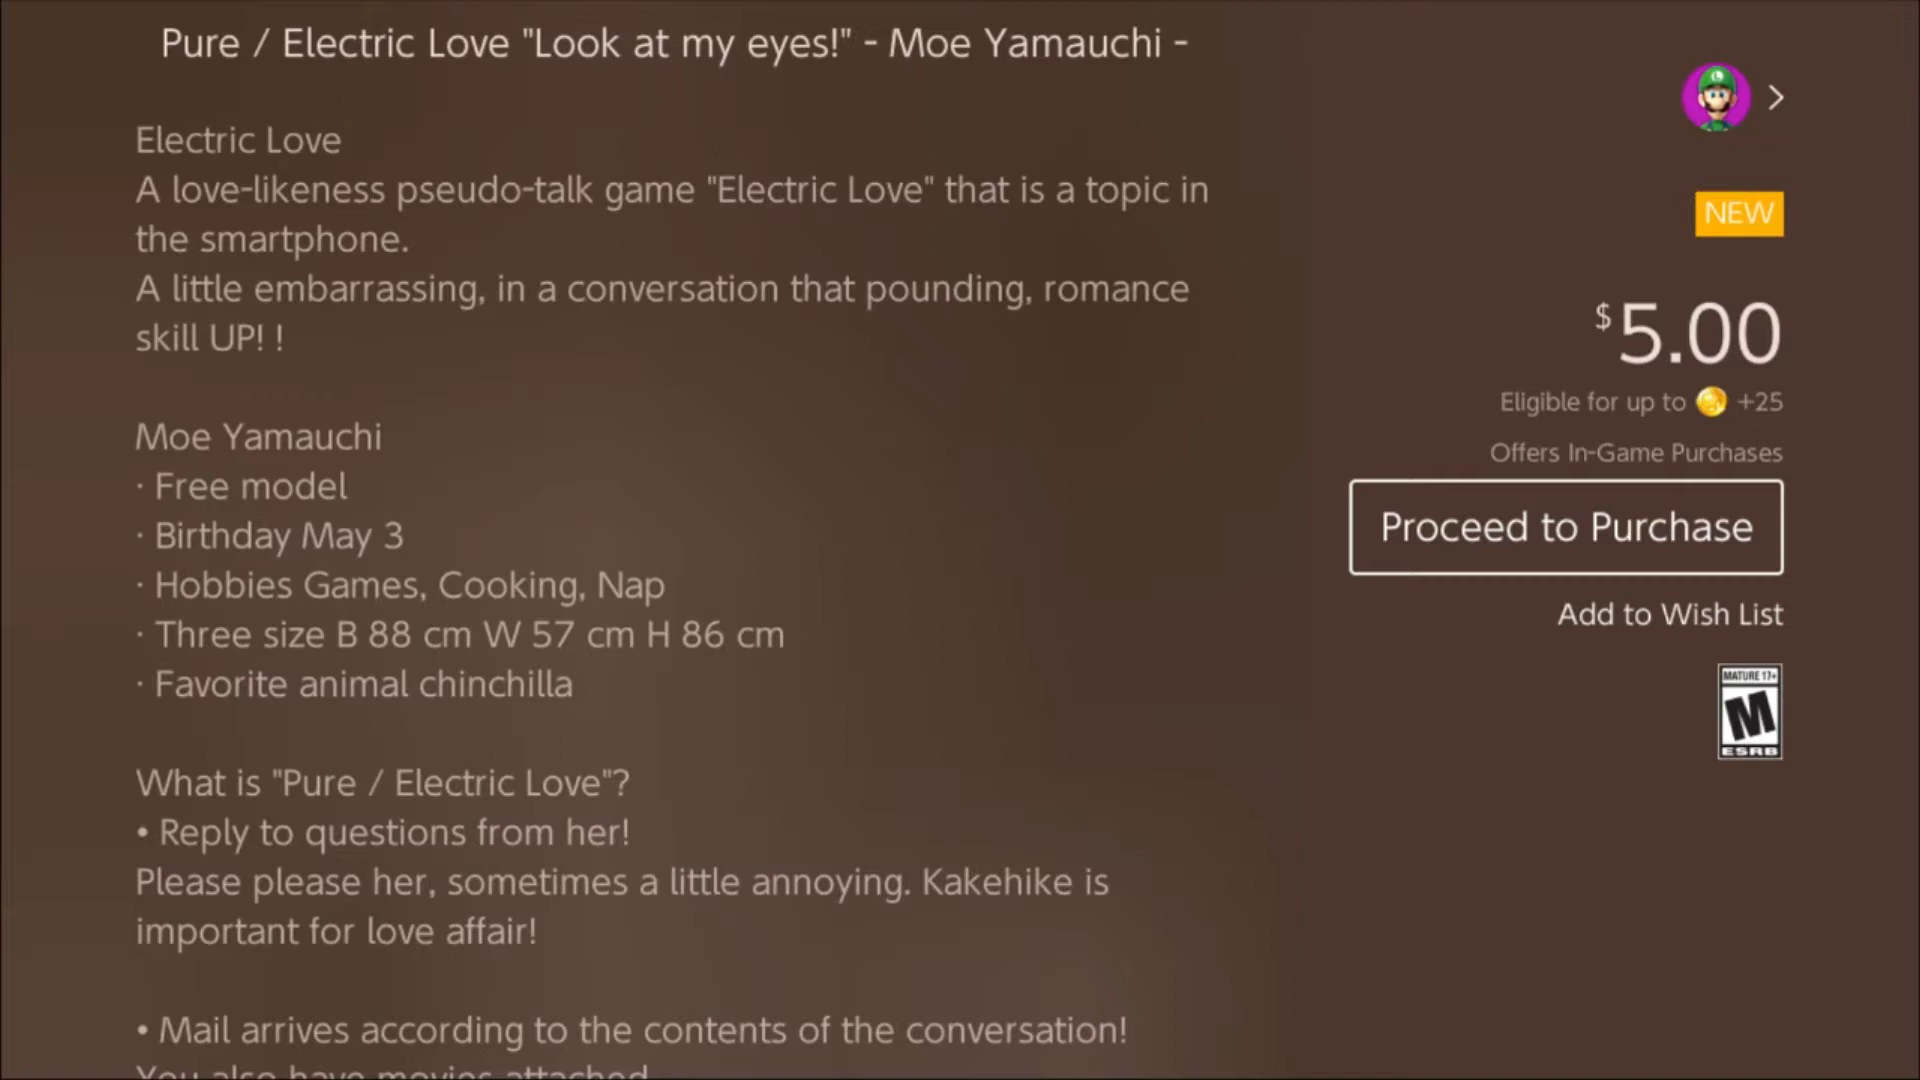 Pure / Electric Love "Look at my eyes!" - Moe Yamauchi -
Electric Love
A love-likeness pseudo-talk game "Electric Love" that is a topic in
the smartphone.
A little embarrassing, in a conversation that pounding, romance
skill UP! !
Moe Yamauchi
· Free model
· Birthday May 3
· Hobbies Games, Cooking, Nap
· Three size B 88 cm W 57 cm H 86 cm
· Favorite animal chinchilla
What is "Pure / Electric Love"?
• Reply to questions from her!
Please please her, sometimes a little annoying. Kakehike is
important for love affair!
• Mail arrives according to the contents of the conversation!
You also have movies attached
NEW
$5.00
Eligible for up to +25
Offers In-Game Purchases
Proceed to Purchase
Add to Wish List
MATURE 17+
M
ESRB